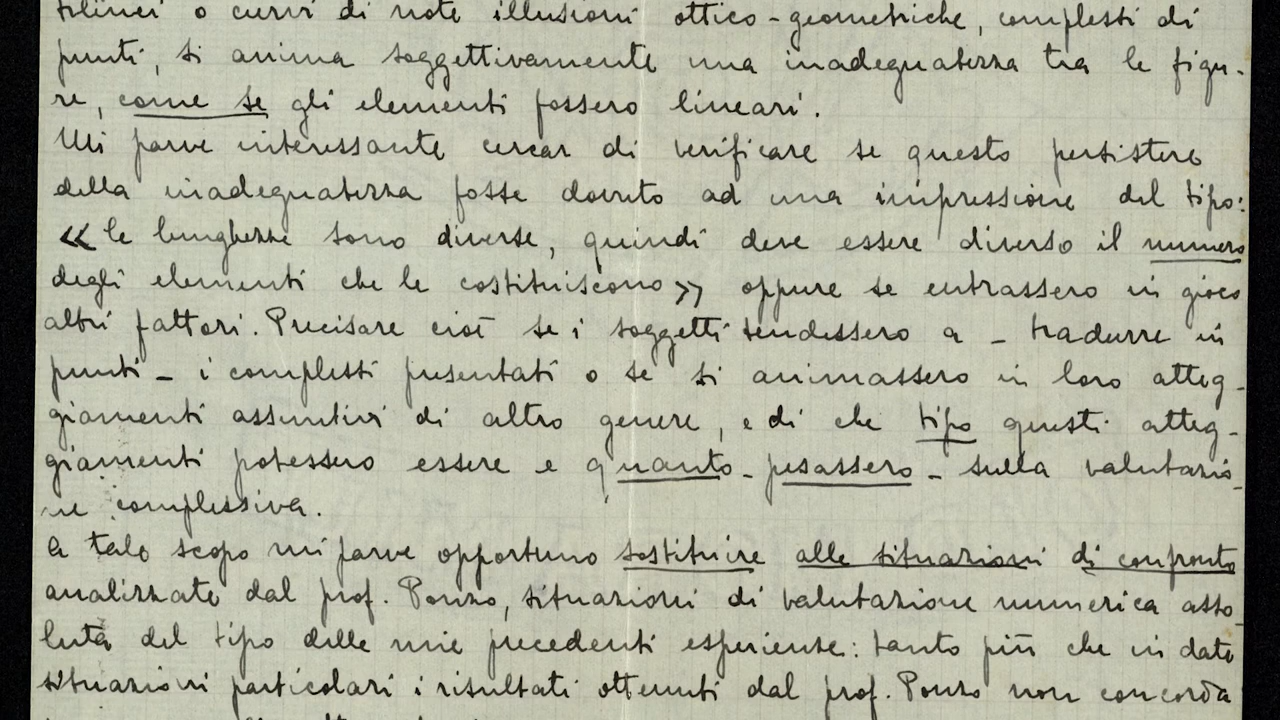 tilinei o curvi di note illusioni ottico-geometriche, complessi di
punti, si anima soggettivamente una inadeguatezza tra le figu-
re, come se gli elementi fossero lineari.
Mi parve interessante cercar di verificare se questo persistere
della inadeguatezza fosse dovuto ad una impressione del tipo:
«le lunghezze sono diverse, quindi deve essere diverso il numero
degli elementi che le costituiscono» oppure se entrassero in gioco
altri fattori. Precisare cioè se i soggetti tendessero a - tradurre in
punti - i complessi presentati o se si animassero in loro atteg-
giamenti assuntivi di altro genere, e di che tipo questi atteg-
giamenti potessero essere e quanto - pesassero - sulla valutazio-
ne complessiva.
A tale scopo mi parve opportuno sostituire alle situazioni di confronto
analizzate dal prof. Ponzo, situazioni di valutazione numerica asso-
luta del tipo delle mie precedenti esperienze: tanto più che in date
situazioni particolari i risultati ottenuti dal prof. Ponzo non concorda